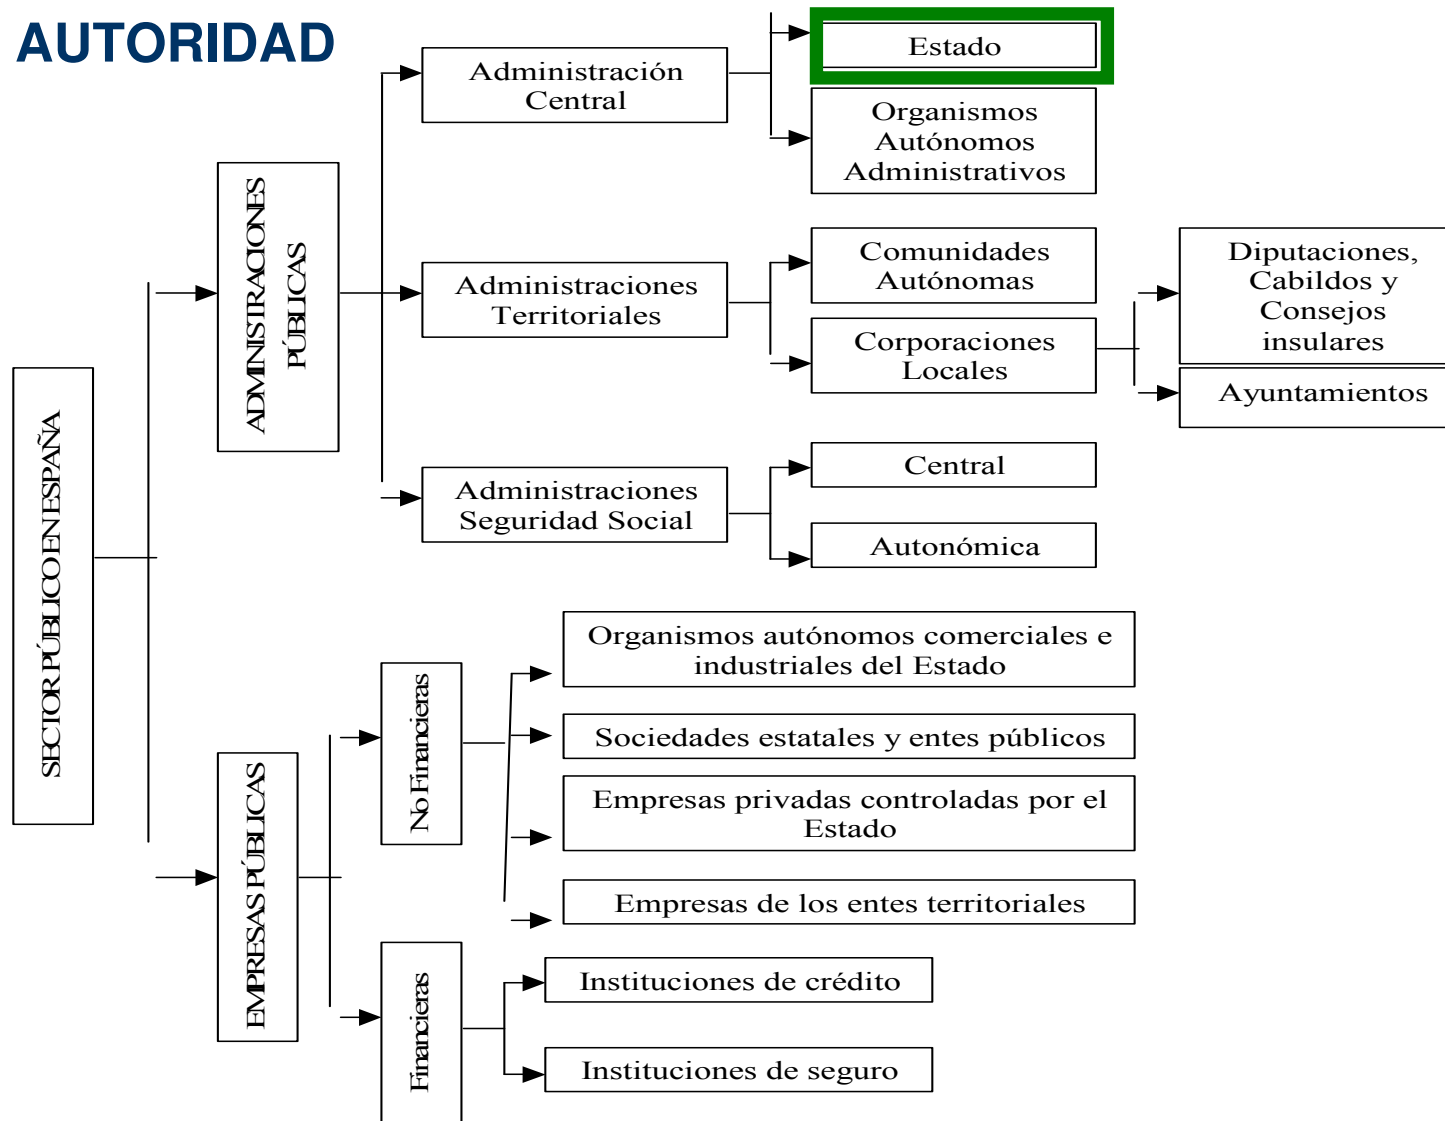 AUTORIDAD
SECTOR PÚBLICO EN ESPAÑA
ADMINISTRACIONES
PÚBLICAS
Administración
Central
Estado
Organismos
Autónomos
Administrativos
Administraciones
Territoriales
Comunidades
Autónomas
Corporaciones
Locales
Diputaciones,
Cabildos y
Consejos
insulares
Ayuntamientos
Administraciones
Seguridad Social
Central
Autonómica
EMPRESAS PÚBLICAS
No Financieras
Organismos autónomos comerciales e
industriales del Estado
Sociedades estatales y entes públicos
Empresas privadas controladas por el
Estado
Empresas de los entes territoriales
Financieras
Instituciones de crédito
Instituciones de seguro